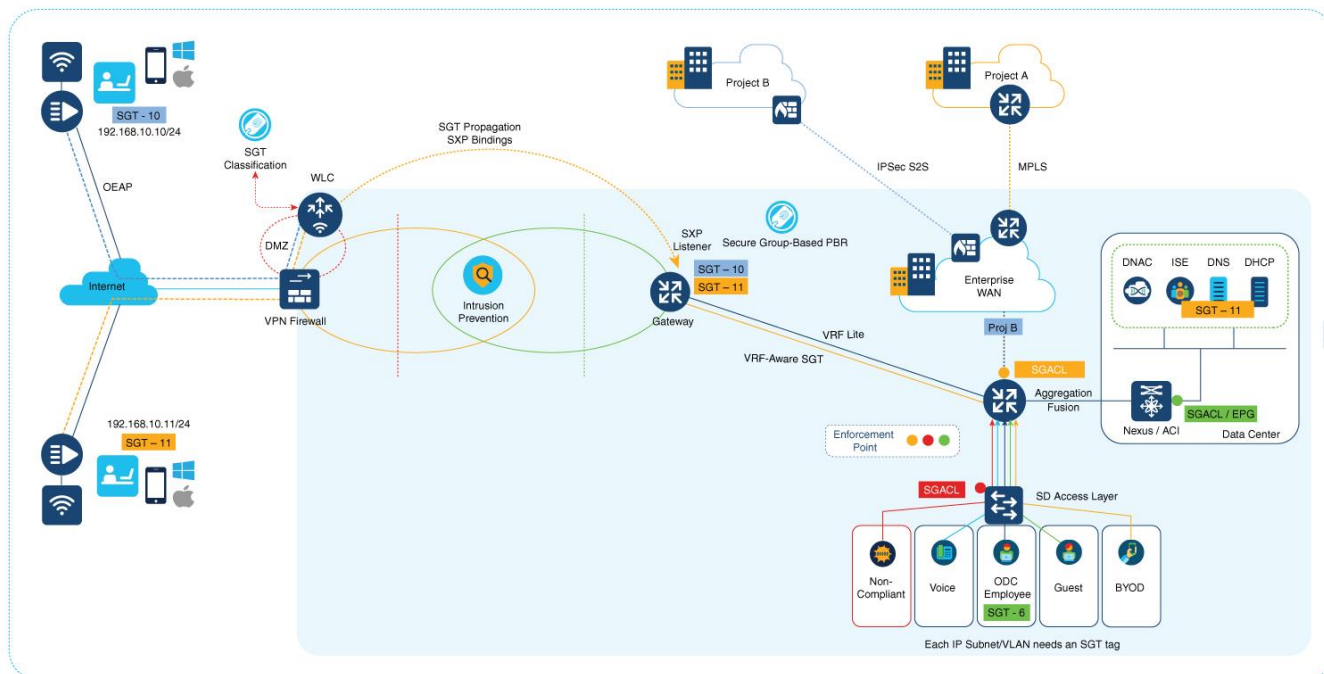 SGT - 10
192.168.10.10/24
OEAP
SGT
Classification
WLC
SGT Propagation
SXP Bindings
DMZ
Internet
VPN Firewall
Intrusion
Prevention
SXP
Listener
SGT – 10
SGT – 11
Gateway
Secure Group-Based PBR
VRF Lite
VRF-Aware SGT
Project B
Project A
IPSec S2S
MPLS
Enterprise
WAN
Proj B
SGACL
Aggregation
Fusion
DNAC
ISE
DNS
DHCP
SGT – 11
Nexus / ACI
SGACL / EPG
Data Center
Enforcement
Point
SGACL
SD Access Layer
Non-
Compliant
Voice
ODC
Employee
SGT - 6
Guest
BYOD
Each IP Subnet/VLAN needs an SGT tag
192.168.10.11/24
SGT – 11